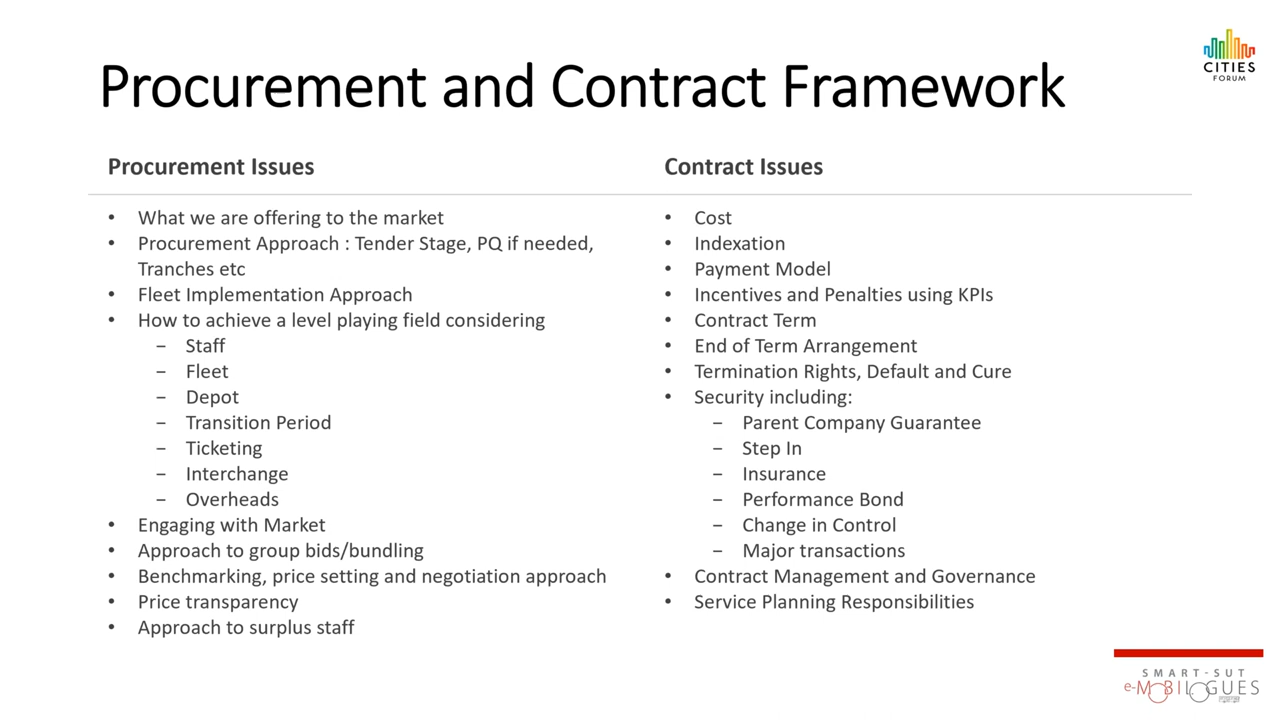 CITIES
FORUM
Procurement and Contract Framework
Procurement Issues
• What we are offering to the market
• Procurement Approach : Tender Stage, PQ if needed,
Tranches etc
• Fleet Implementation Approach
• How to achieve a level playing field considering
− Staff
− Fleet
− Depot
− Transition Period
− Ticketing
− Interchange
− Overheads
• Engaging with Market
• Approach to group bids/bundling
• Benchmarking, price setting and negotiation approach
• Price transparency
• Approach to surplus staff
Contract Issues
• Cost
• Indexation
• Payment Model
• Incentives and Penalties using KPIs
• Contract Term
• End of Term Arrangement
• Termination Rights, Default and Cure
• Security including:
− Parent Company Guarantee
− Step In
− Insurance
− Performance Bond
− Change in Control
− Major transactions
• Contract Management and Governance
• Service Planning Responsibilities
SMART-SUT
e-MOBILOGUES